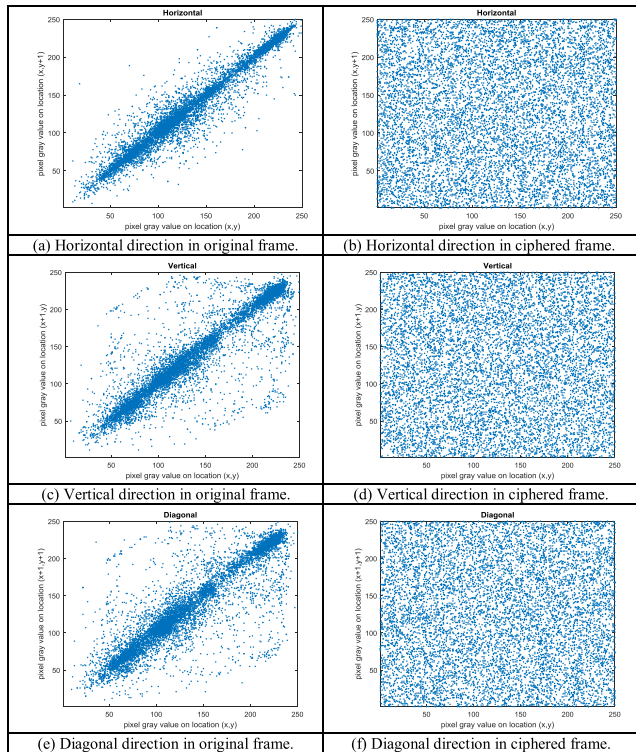 Horizontal
pixel gray value on location (x,y+1)
250
200
150
100
50
50 100 150 200 250
pixel gray value on location (x,y)
(a) Horizontal direction in original frame.
Horizontal
pixel gray value on location (x,y+1)
250
200
150
100
50
50 100 150 200 250
pixel gray value on location (x,y)
(b) Horizontal direction in ciphered frame.
Vertical
pixel gray value on location (x+1,y)
250
200
150
100
50
50 100 150 200 250
pixel gray value on location (x,y)
(c) Vertical direction in original frame.
Vertical
pixel gray value on location (x+1,y)
250
200
150
100
50
50 100 150 200 250
pixel gray value on location (x,y)
(d) Vertical direction in ciphered frame.
Diagonal
pixel gray value on location (x+1,y+1)
250
200
150
100
50
50 100 150 200 250
pixel gray value on location (x,y)
(e) Diagonal direction in original frame.
Diagonal
pixel gray value on location (x+1,y+1)
250
200
150
100
50
50 100 150 200 250
pixel gray value on location (x,y)
(f) Diagonal direction in ciphered frame.